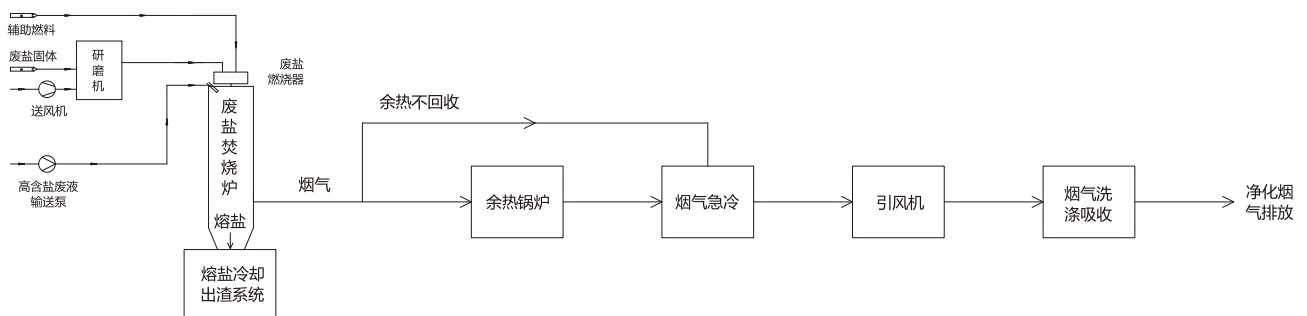 辅助燃料
废盐固体
研磨机
送风机
高含盐废液
输送泵
废盐
燃烧器
废盐焚烧炉
熔盐
熔盐冷却
出渣系统
烟气
余热不回收
余热锅炉
烟气急冷
引风机
烟气洗
涤吸收
净化烟
气排放